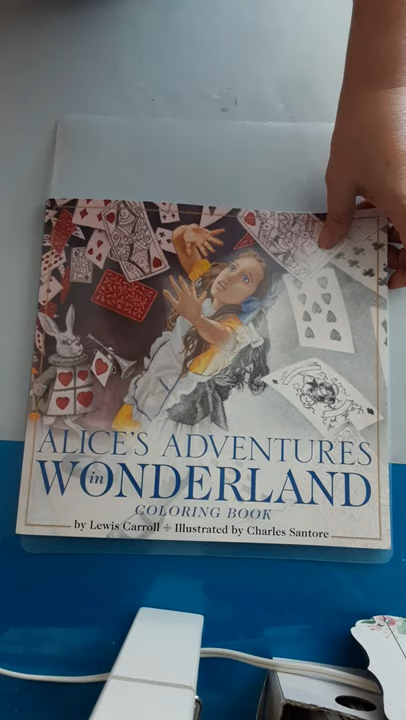 ALICE'S ADVENTURES
in
WONDERLAND
COLORING BOOK
by Lewis Carroll ✣ Illustrated by Charles Santore